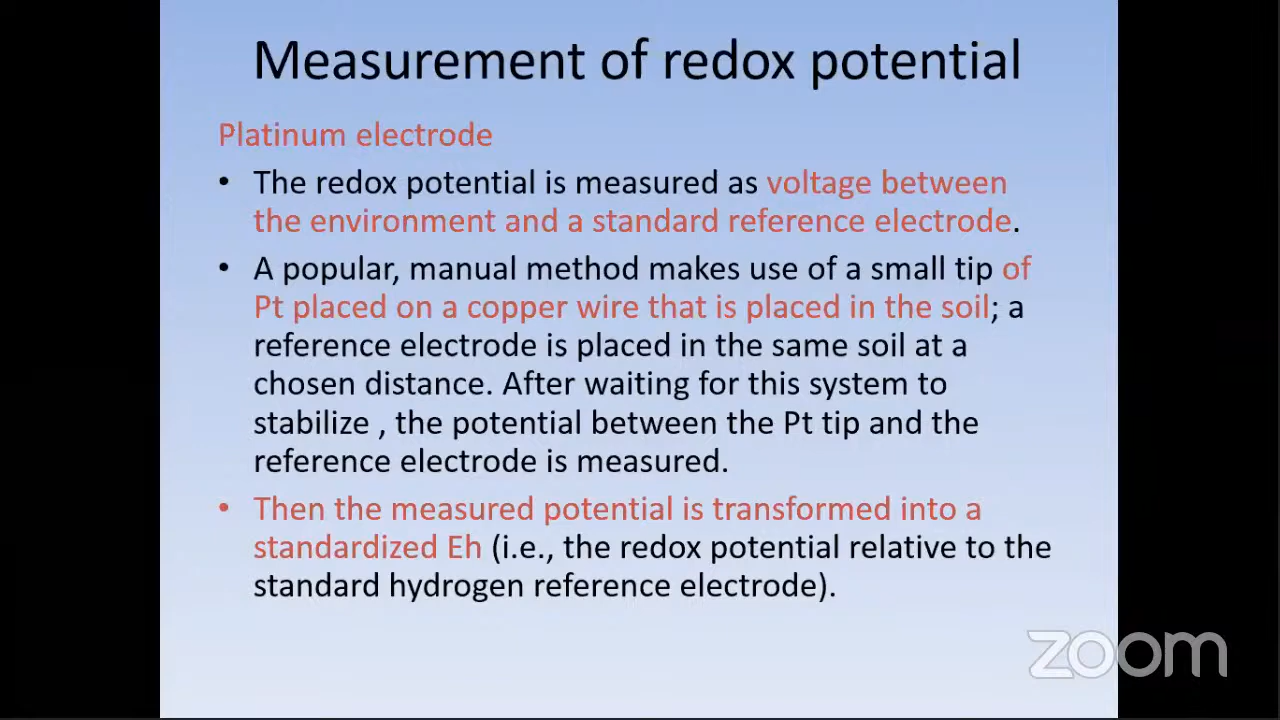 Measurement of redox potential
Platinum electrode
• The redox potential is measured as voltage between
the environment and a standard reference electrode.
• A popular, manual method makes use of a small tip of
Pt placed on a copper wire that is placed in the soil; a
reference electrode is placed in the same soil at a
chosen distance. After waiting for this system to
stabilize , the potential between the Pt tip and the
reference electrode is measured.
• Then the measured potential is transformed into a
standardized Eh (i.e., the redox potential relative to the
standard hydrogen reference electrode).
zoom